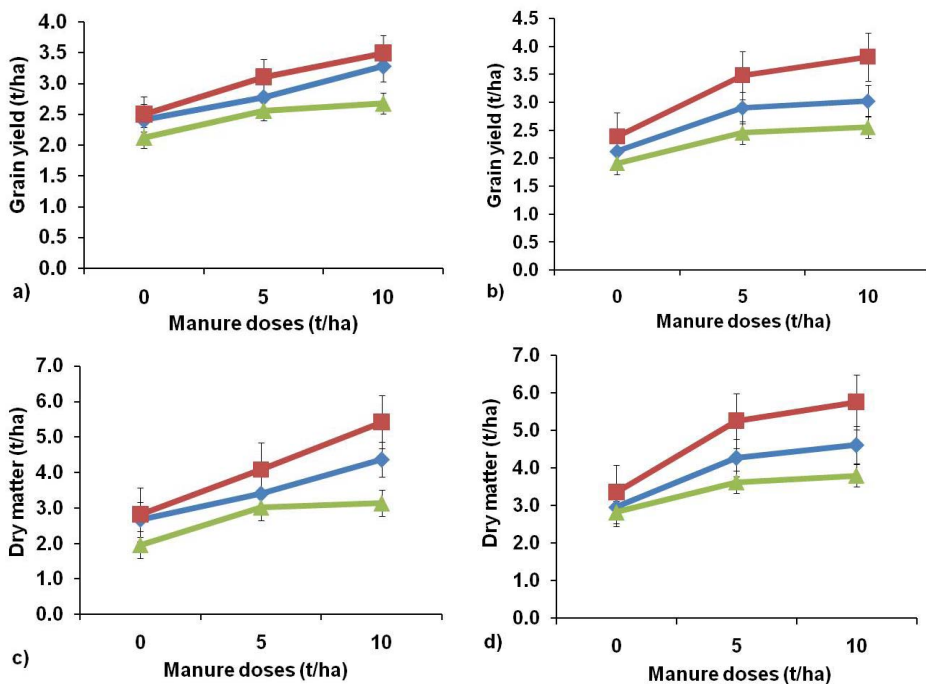 Grain yield (t/ha)
4.0
3.5
3.0
2.5
2.0
1.5
1.0
0.5
0.0
0 5 10
a)
Manure doses (t/ha)
Grain yield (t/ha)
4.5
4.0
3.5
3.0
2.5
2.0
1.5
1.0
0.5
0.0
0 5 10
b)
Manure doses (t/ha)
Dry matter (t/ha)
7.0
6.0
5.0
4.0
3.0
2.0
1.0
0.0
0 5 10
c)
Manure doses (t/ha)
Dry matter (t/ha)
7.0
6.0
5.0
4.0
3.0
2.0
1.0
0.0
0 5 10
d)
Manure doses (t/ha)